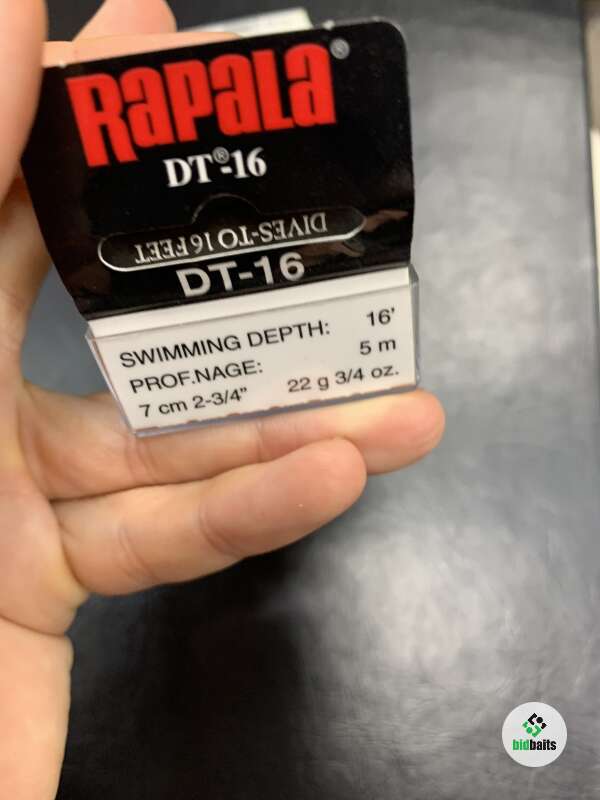 RAPALA®
DT®-16
DIVES-TO 16 FEET
DT-16
SWIMMING DEPTH: 16'
PROF.NAGE: 5 m
7 cm 2-3/4" 22 g 3/4 oz.
bidbaits